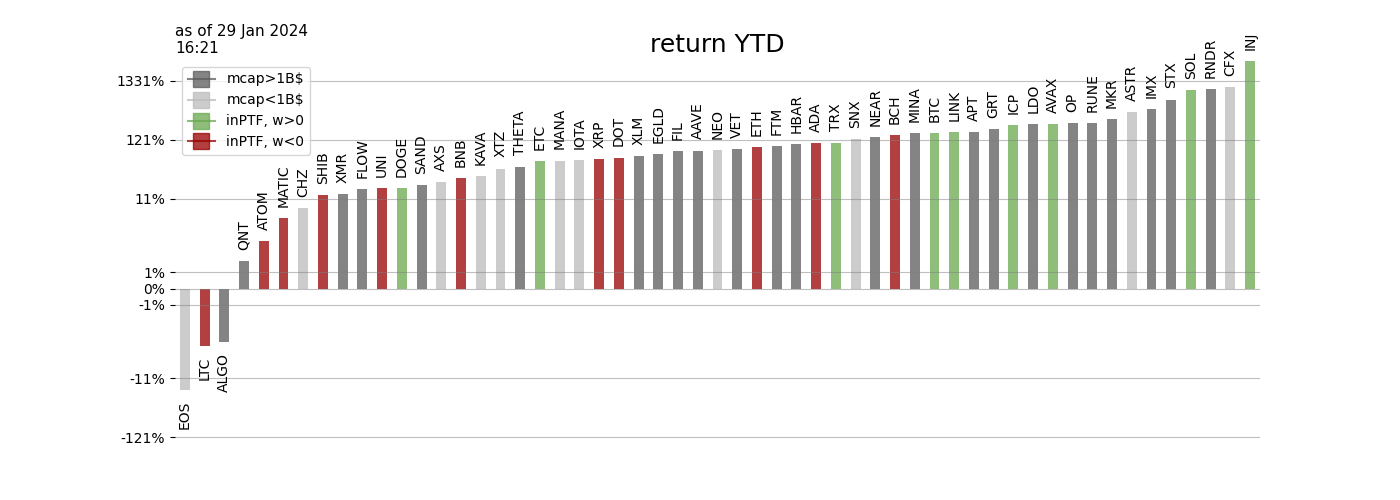 as of 29 Jan 2024
16:21
return YTD
mcap>1B$
mcap<1B$
inPTF, w>0
inPTF, w<0
1331%
121%
11%
1%
0%
-1%
-11%
-121%
EOS
LTC
ALGO
QNT
ATOM
MATIC
CHZ
SHIB
XMR
FLOW
UNI
DOGE
SAND
AXS
BNB
KAVA
XTZ
THETA
ETC
MANA
IOTA
XRP
DOT
XLM
EGLD
FIL
AAVE
NEO
VET
ETH
FTM
HBAR
ADA
TRX
SNX
NEAR
BCH
MINA
BTC
LINK
APT
GRT
ICP
LDO
AVAX
OP
RUNE
MKR
ASTR
IMX
STX
SOL
RNDR
CFX
INJ